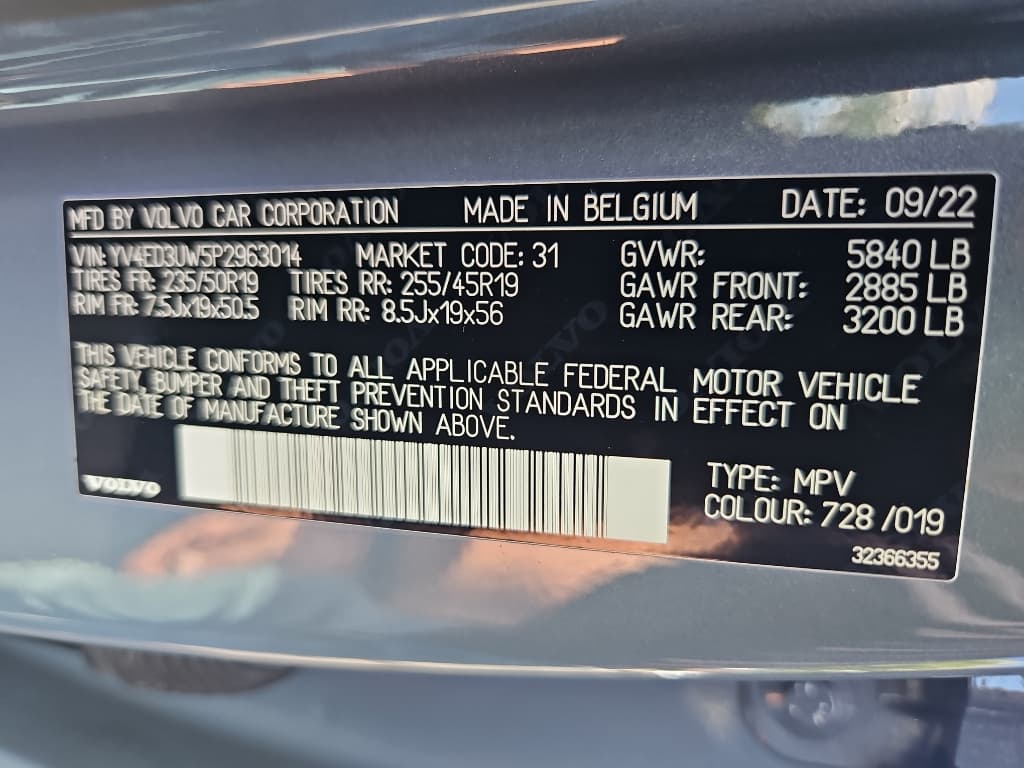 MFD BY VOLVO CAR CORPORATION MADE IN BELGIUM DATE: 09/22
VIN: YV4ED3UW5P2963014 MARKET CODE: 31 GVWR: 5840 LB
TIRES FR: 235/50R19 TIRES RR: 255/45R19 GAWR FRONT: 2885 LB
RIM FR: 7.5Jx19x50.5 RIM RR: 8.5Jx19x56 GAWR REAR: 3200 LB
THIS VEHICLE CONFORMS TO ALL APPLICABLE FEDERAL MOTOR VEHICLE
SAFETY, BUMPER AND THEFT PREVENTION STANDARDS IN EFFECT ON
THE DATE OF MANUFACTURE SHOWN ABOVE.
TYPE: MPV
VOLVO COLOUR: 728 /019
32366355